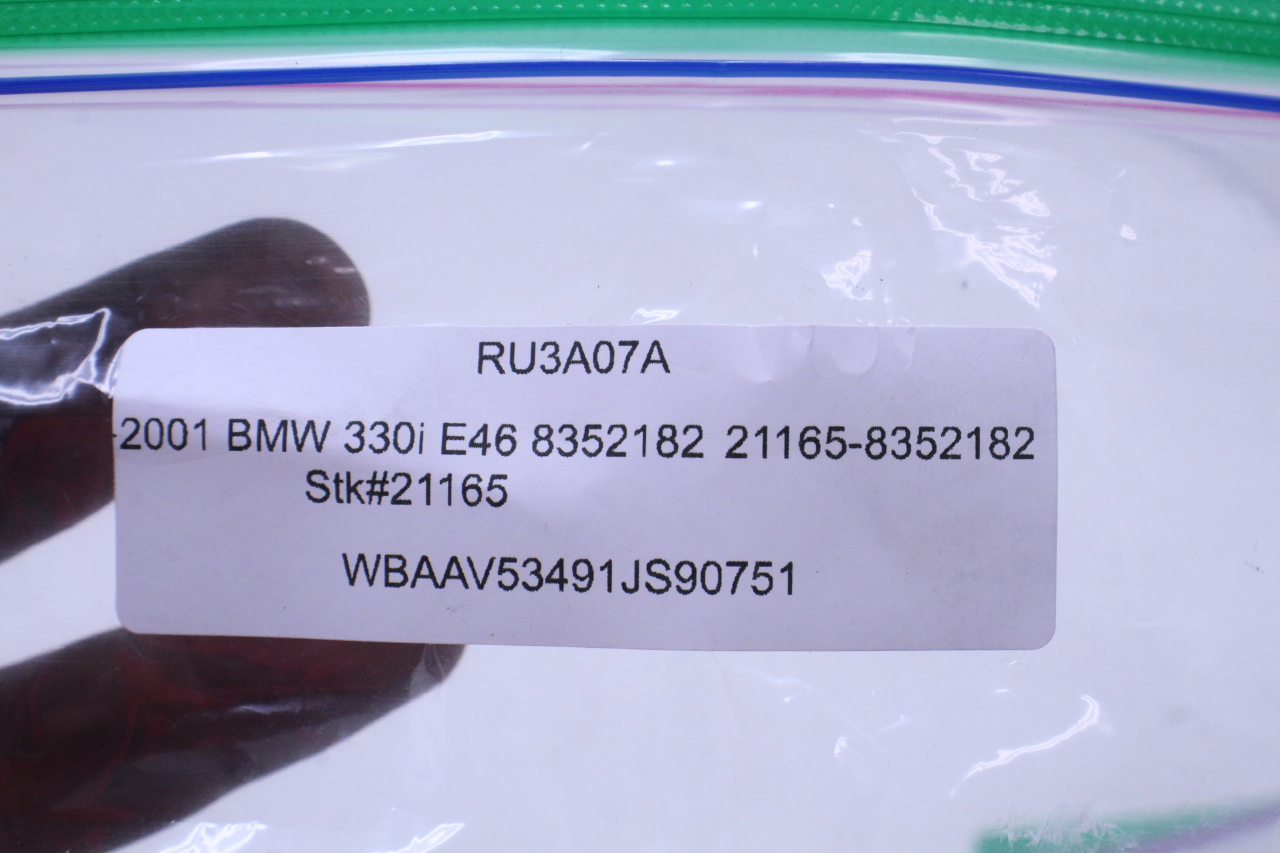 RU3A07A
-2001 BMW 330i E46 8352182 21165-8352182
Stk#21165
WBAAV53491JS90751